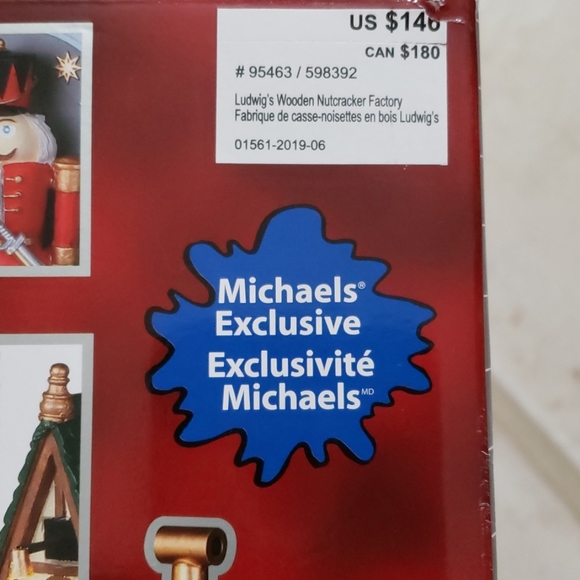 US $146
CAN $180
# 95463 / 598392
Ludwig's Wooden Nutcracker Factory
Fabrique de casse-noisettes en bois Ludwig's
01561-2019-06
Michaels®
Exclusive
Exclusivité
Michaels MD